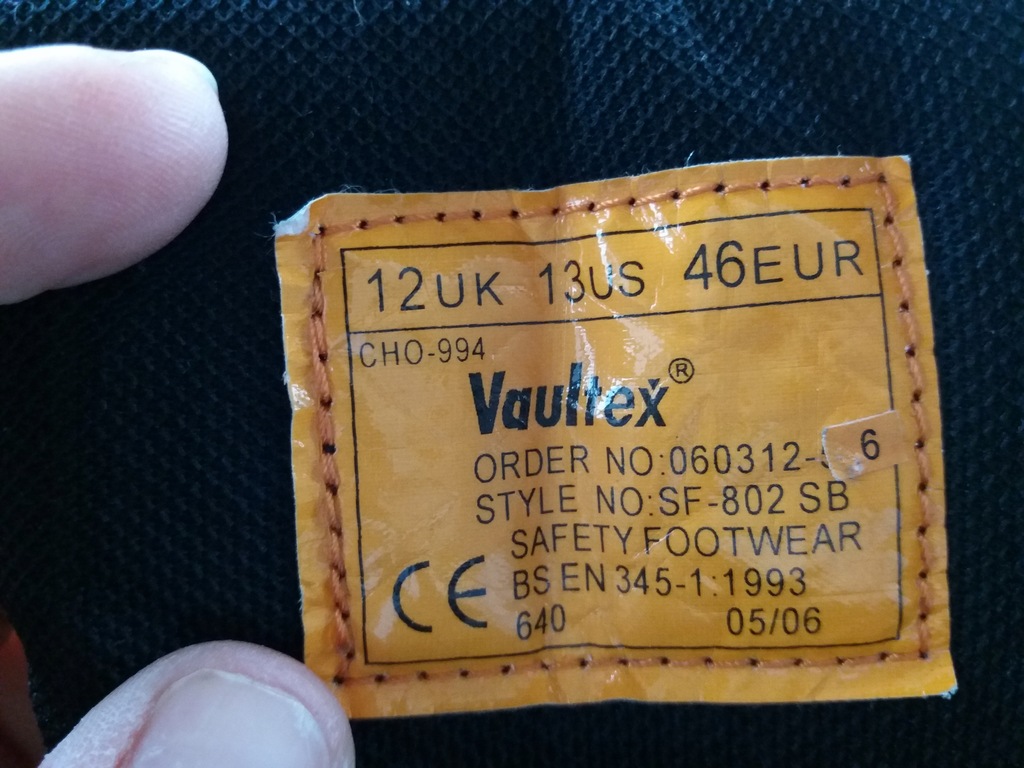 12UK 13US 46EUR
CHO-994
Vaultex®
ORDER NO:060312- 6
STYLE NO:SF-802 SB
SAFETY FOOTWEAR
BS EN 345-1:1993
CE 640 05/06